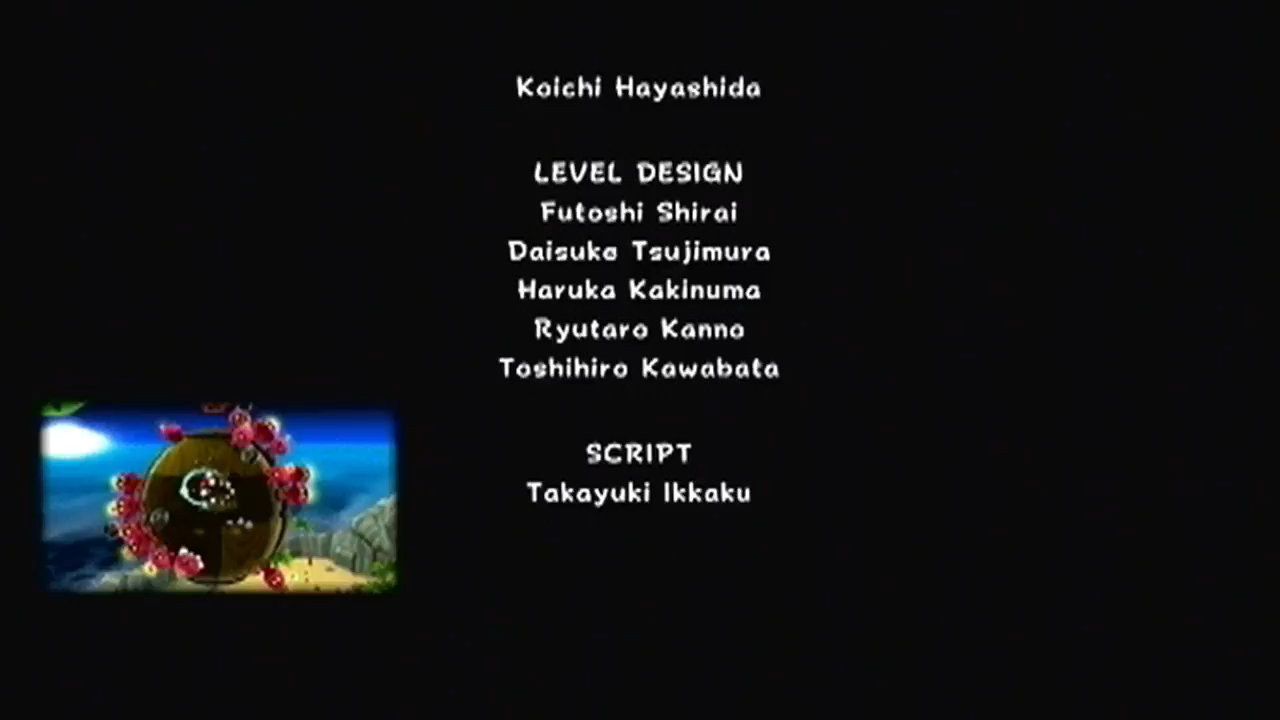 Koichi Hayashida
LEVEL DESIGN
Futoshi Shirai
Daisuke Tsujimura
Haruka Kakinuma
Ryutaro Kanno
Toshihiro Kawabata
SCRIPT
Takayuki Ikkaku